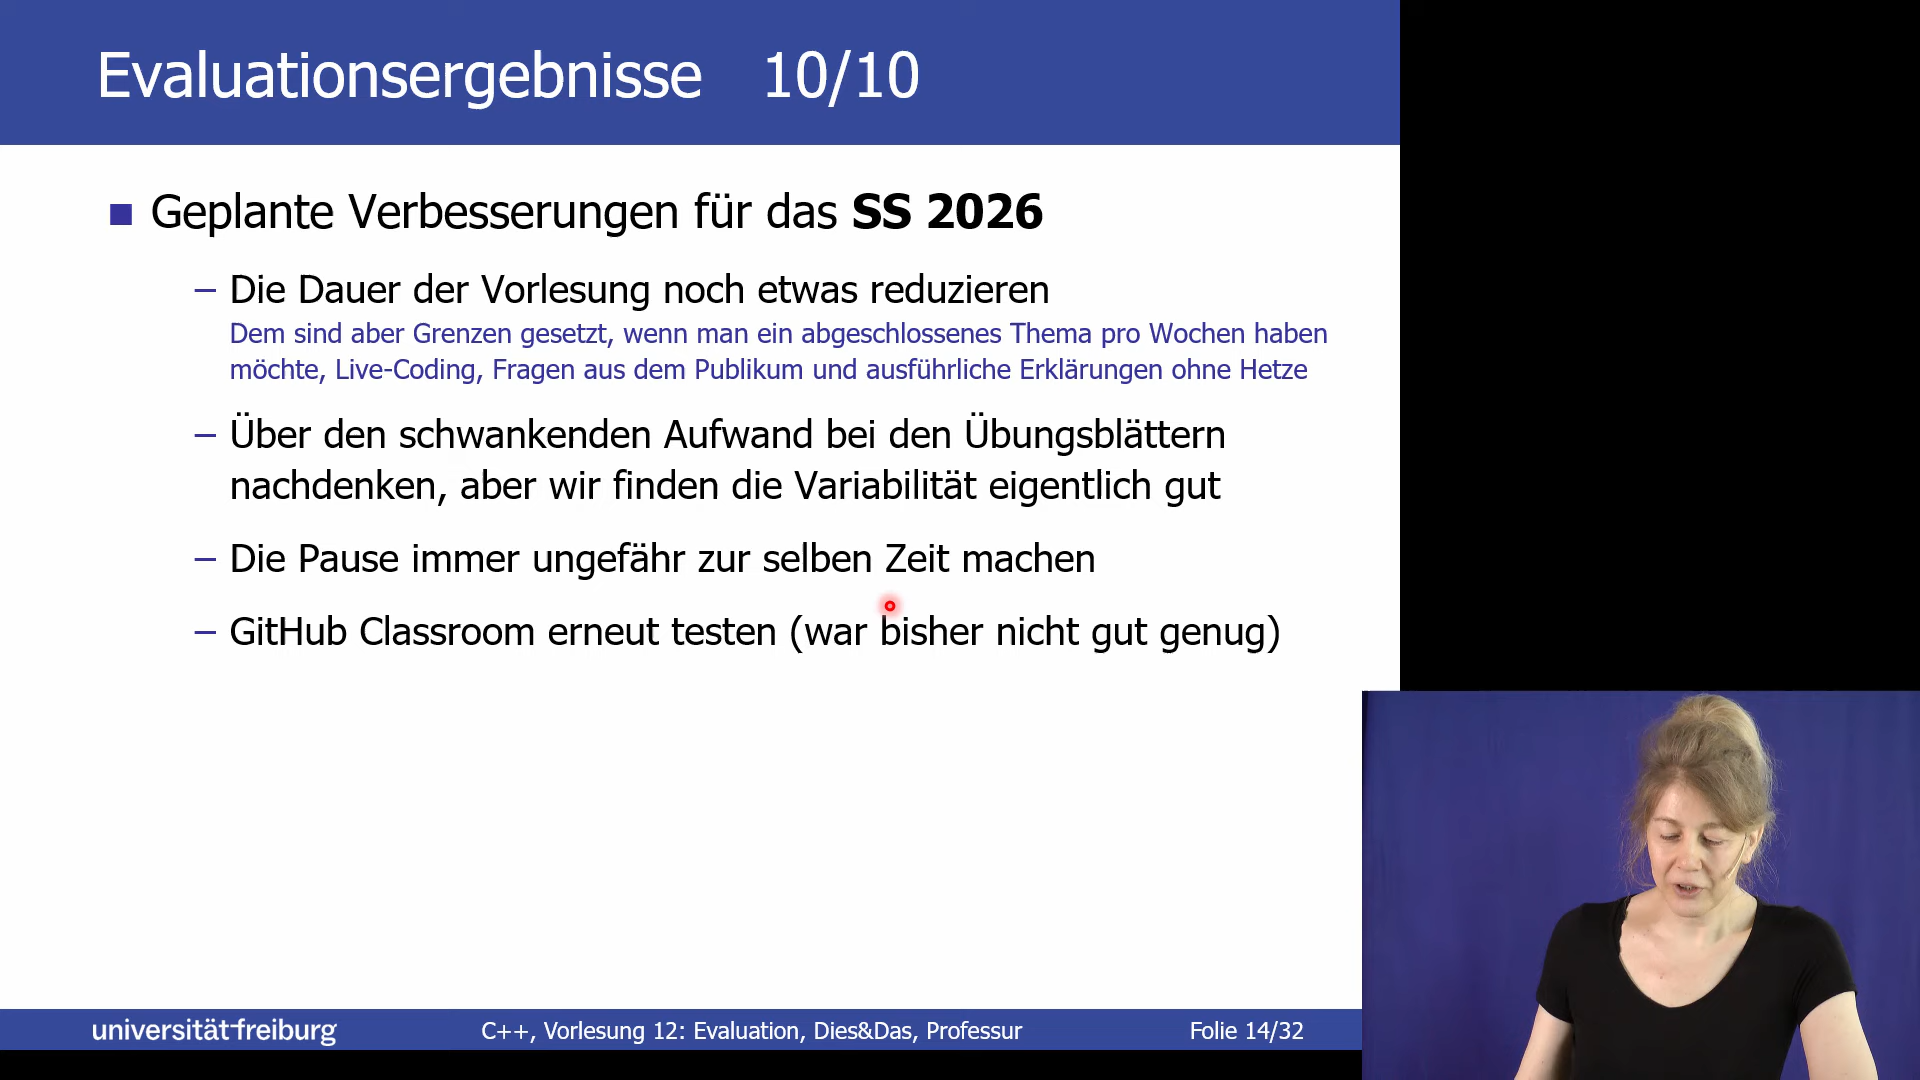 Evaluationsergebnisse 10/10
Geplante Verbesserungen für das SS 2026
– Die Dauer der Vorlesung noch etwas reduzieren
Dem sind aber Grenzen gesetzt, wenn man ein abgeschlossenes Thema pro Wochen haben
möchte, Live-Coding, Fragen aus dem Publikum und ausführliche Erklärungen ohne Hetze
– Über den schwankenden Aufwand bei den Übungsblättern
nachdenken, aber wir finden die Variabilität eigentlich gut
– Die Pause immer ungefähr zur selben Zeit machen
– GitHub Classroom erneut testen (war bisher nicht gut genug)
universität freiburg
C++, Vorlesung 12: Evaluation, Dies&Das, Professur
Folie 14/32